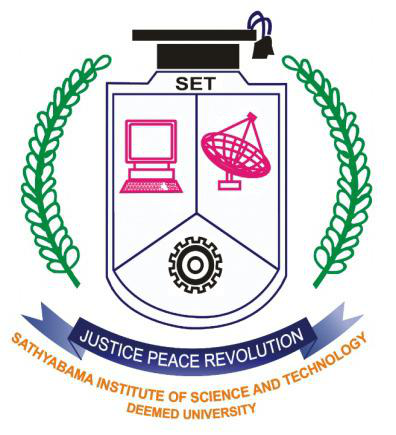 SET
JUSTICE PEACE REVOLUTION
SATHYABAMA INSTITUTE OF SCIENCE AND TECHNOLOGY
DEEMED UNIVERSITY